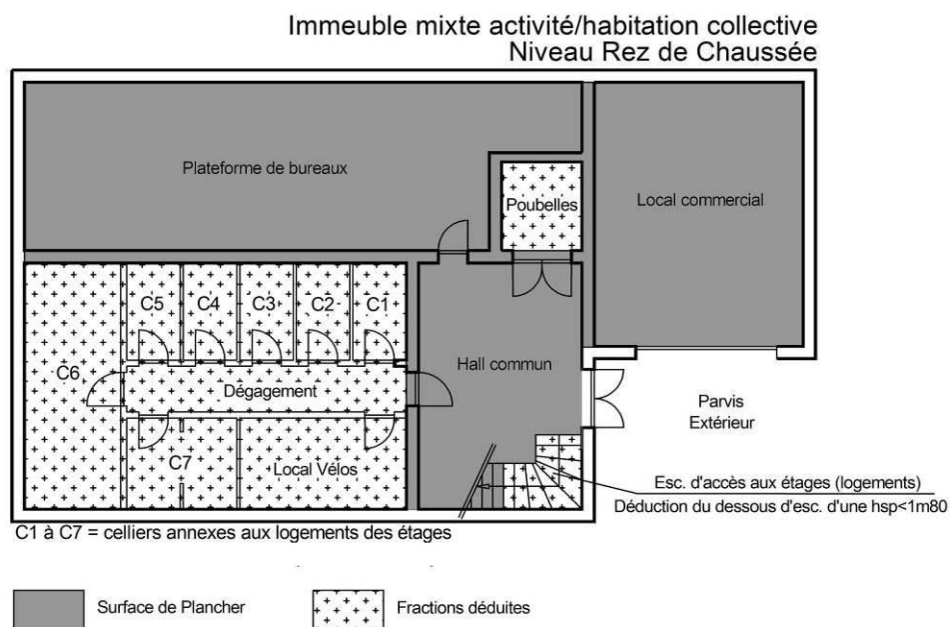 Immeuble mixte activité/habitation collective
Niveau Rez de Chaussée
Plateforme de bureaux
Poubelles
Local commercial
C5
C4
C3
C2
C1
C6
Hall commun
Dégagement
Parvis
Extérieur
C7
Local Vélos
Esc. d'accès aux étages (logements)
Déduction du dessous d'esc. d'une hsp<1m80
C1 à C7 = celliers annexes aux logements des étages
Surface de Plancher
Fractions déduites